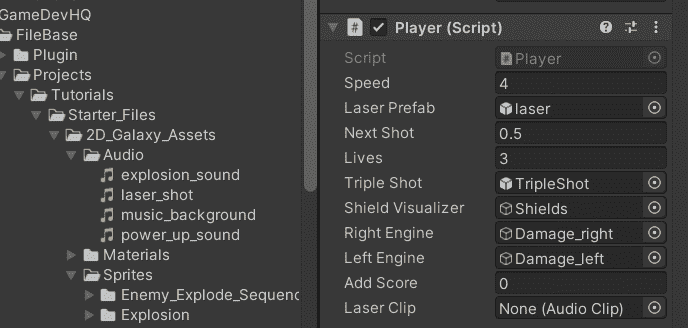 GameDevHQ
FileBase
Plugin
Projects
Tutorials
Starter_Files
2D_Galaxy_Assets
Audio
explosion_sound
laser_shot
music_background
power_up_sound
Materials
Sprites
Enemy_Explode_Sequenc
Explosion
# Player (Script)
Script # Player
Speed 4
Laser Prefab laser
Next Shot 0.5
Lives 3
Triple Shot TripleShot
Shield Visualizer Shields
Right Engine Damage_right
Left Engine Damage_left
Add Score 0
Laser Clip None (Audio Clip)